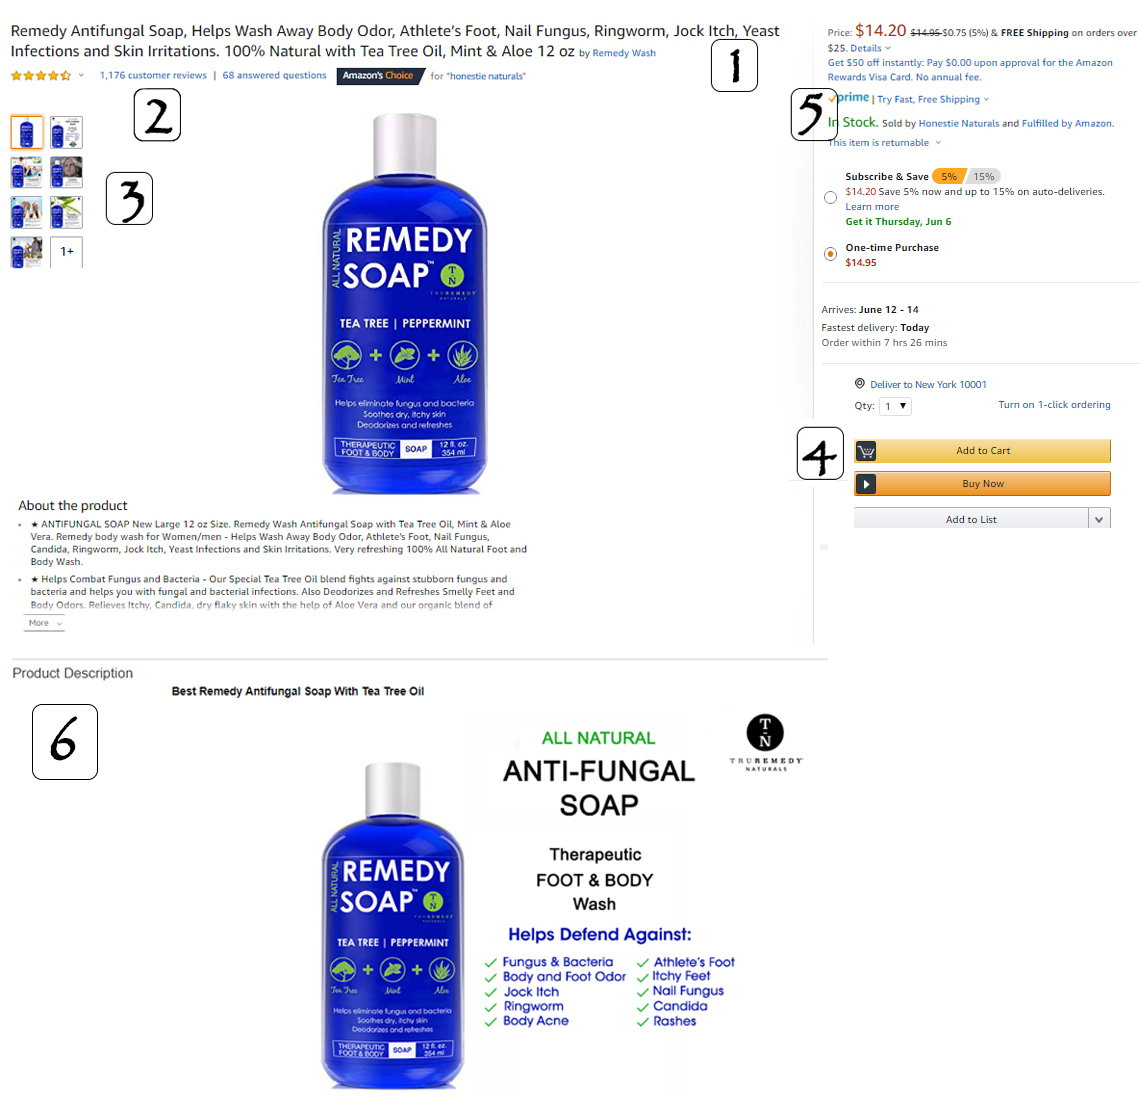 Remedy Antifungal Soap, Helps Wash Away Body Odor, Athlete's Foot, Nail Fungus, Ringworm, Jock Itch, Yeast
Infections and Skin Irritations. 100% Natural with Tea Tree Oil, Mint & Aloe 12 oz by Remedy Wash
1,176 customer reviews | 68 answered questions Amazon's Choice for "honestie naturals"
1
2
3
1+
ALL NATURAL
REMEDY
SOAP™
T-N
TRUREMEDY
NATURALS
TEA TREE | PEPPERMINT
Tea Tree + Mint + Aloe
Helps eliminate fungus and bacteria
Soothes dry, itchy skin
Deodorizes and refreshes
THERAPEUTIC
FOOT & BODY SOAP 12 fl. oz.
354 ml
Price: $14.20 $14.95 $0.75 (5%) & FREE Shipping on orders over
$25. Details
Get $50 off instantly: Pay $0.00 upon approval for the Amazon
Rewards Visa Card. No annual fee.
5
prime | Try Fast, Free Shipping
In Stock. Sold by Honestie Naturals and Fulfilled by Amazon.
This item is returnable
Subscribe & Save 5% 15%
$14.20 Save 5% now and up to 15% on auto-deliveries.
Learn more
Get it Thursday, Jun 6
One-time Purchase
$14.95
Arrives: June 12 - 14
Fastest delivery: Today
Order within 7 hrs 26 mins
Deliver to New York 10001
Qty: 1 Turn on 1-click ordering
4
Add to Cart
Buy Now
Add to List
About the product
★ ANTIFUNGAL SOAP New Large 12 oz Size. Remedy Wash Antifungal Soap with Tea Tree Oil, Mint & Aloe
Vera. Remedy body wash for Women/men - Helps Wash Away Body Odor, Athlete's Foot, Nail Fungus,
Candida, Ringworm, Jock Itch, Yeast Infections and Skin Irritations. Very refreshing 100% All Natural Foot and
Body Wash.
★ Helps Combat Fungus and Bacteria - Our Special Tea Tree Oil blend fights against stubborn fungus and
bacteria and helps you with fungal and bacterial infections. Also Deodorizes and Refreshes Smelly Feet and
Body Odors. Relieves Itchy, Candida, dry flaky skin with the help of Aloe Vera and our organic blend of
More
Product Description
Best Remedy Antifungal Soap With Tea Tree Oil
6
ALL NATURAL
REMEDY
SOAP™
T-N
TRUREMEDY
NATURALS
TEA TREE | PEPPERMINT
Tea Tree + Mint + Aloe
Helps eliminate fungus and bacteria
Soothes dry, itchy skin
Deodorizes and refreshes
THERAPEUTIC
FOOT & BODY SOAP 12 fl. oz.
354 ml
ALL NATURAL
ANTI-FUNGAL
SOAP
T-N
TRUREMEDY
NATURALS
Therapeutic
FOOT & BODY
Wash
Helps Defend Against:
Fungus & Bacteria
Body and Foot Odor
Jock Itch
Ringworm
Body Acne
Athlete's Foot
Itchy Feet
Nail Fungus
Candida
Rashes